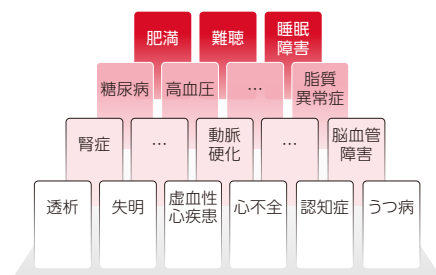 肥満
難聴
睡眠
障害
糖尿病
高血圧
…
脂質
異常症
腎症
…
動脈
硬化
…
脳血管
障害
透析
失明
虚血性
心疾患
心不全
認知症
うつ病